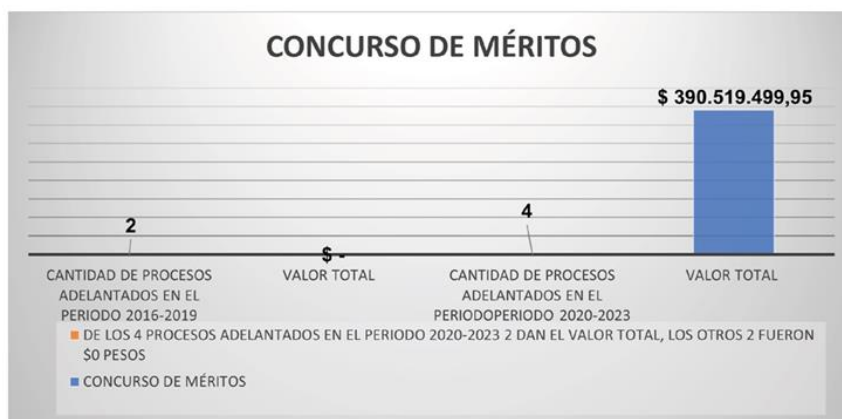 CONCURSO DE MÉRITOS
$ 390.519.499,95
2
$ -
4
CANTIDAD DE PROCESOS
ADELANTADOS EN EL
PERIODO 2016-2019
VALOR TOTAL
CANTIDAD DE PROCESOS
ADELANTADOS EN EL
PERIODOPERIODO 2020-2023
VALOR TOTAL
DE LOS 4 PROCESOS ADELANTADOS EN EL PERIODO 2020-2023 2 DAN EL VALOR TOTAL, LOS OTROS 2 FUERON
$0 PESOS
CONCURSO DE MÉRITOS